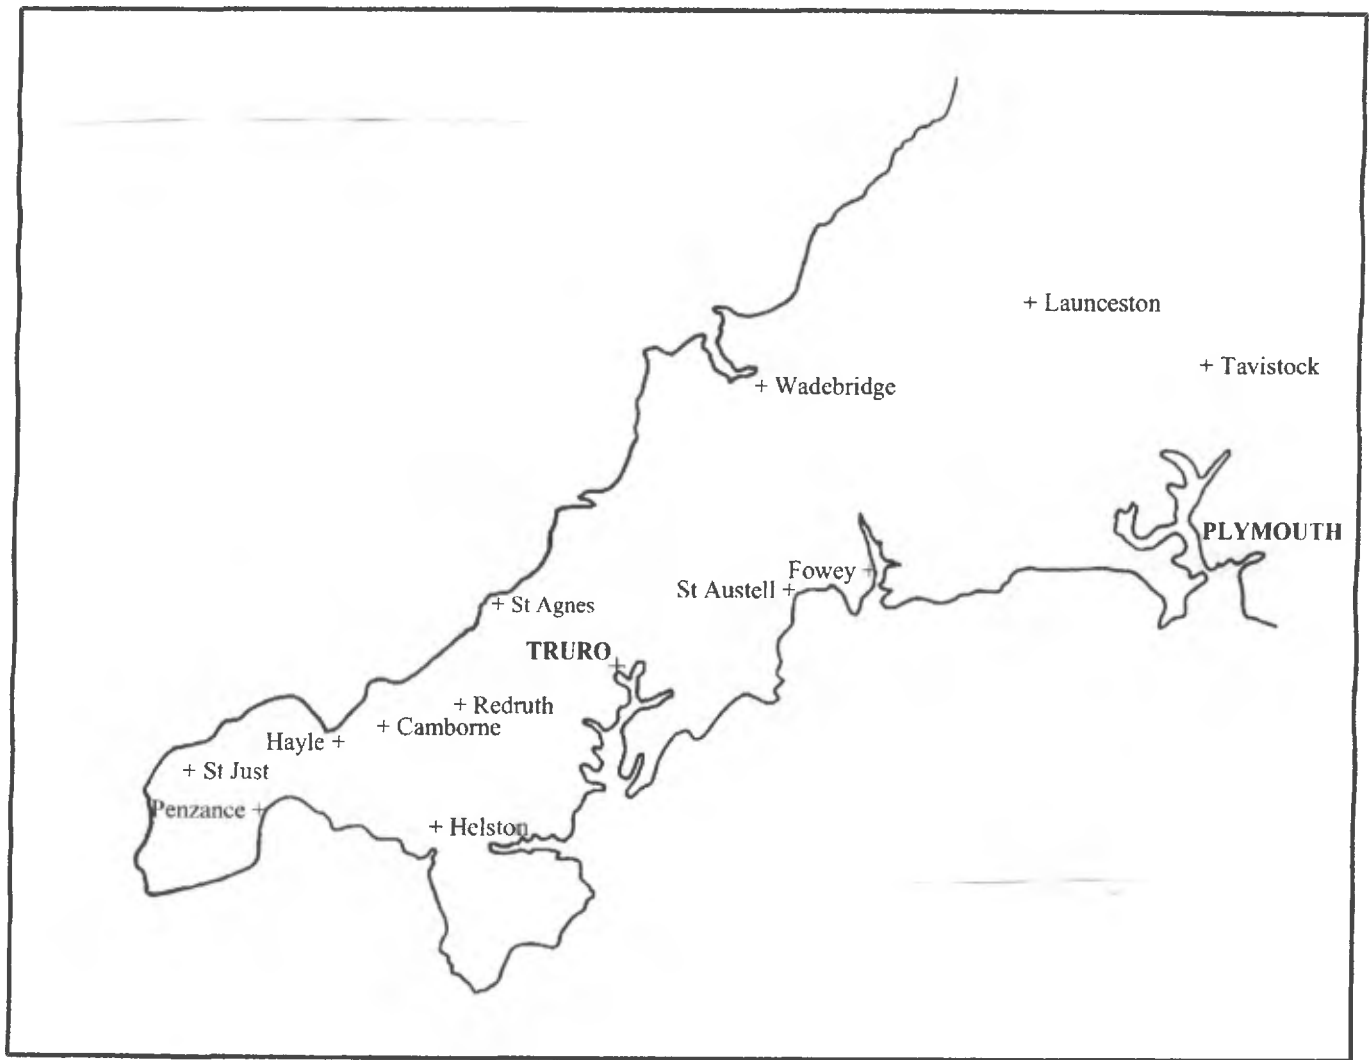 + Launceston
+ Tavistock
+ Wadebridge
PLYMOUTH
Fowey +
St Austell +
+ St Agnes
TRURO +
+ Redruth
+ Camborne
Hayle +
+ St Just
Penzance +
+ Helston